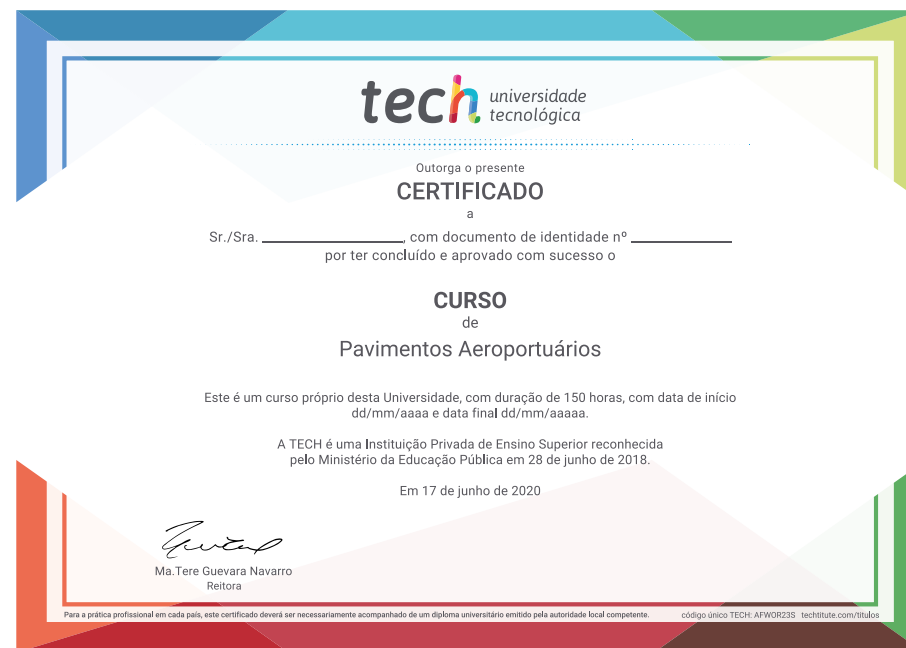 tech universidade
tecnológica
Outorga o presente
CERTIFICADO
a
Sr./Sra. ____________, com documento de identidade nº ____________
por ter concluído e aprovado com sucesso o
CURSO
de
Pavimentos Aeroportuários
Este é um curso próprio desta Universidade, com duração de 150 horas, com data de início
dd/mm/aaaa e data final dd/mm/aaaaa.
A TECH é uma Instituição Privada de Ensino Superior reconhecida
pelo Ministério da Educação Pública em 28 de junho de 2018.
Em 17 de junho de 2020
Ma.Tere Guevara Navarro
Reitora
Para a prática profissional em cada país, este certificado deverá ser necessariamente acompanhado de um diploma universitário emitido pela autoridade local competente. código único TECH: AFWOR23S techtitute.com/títulos